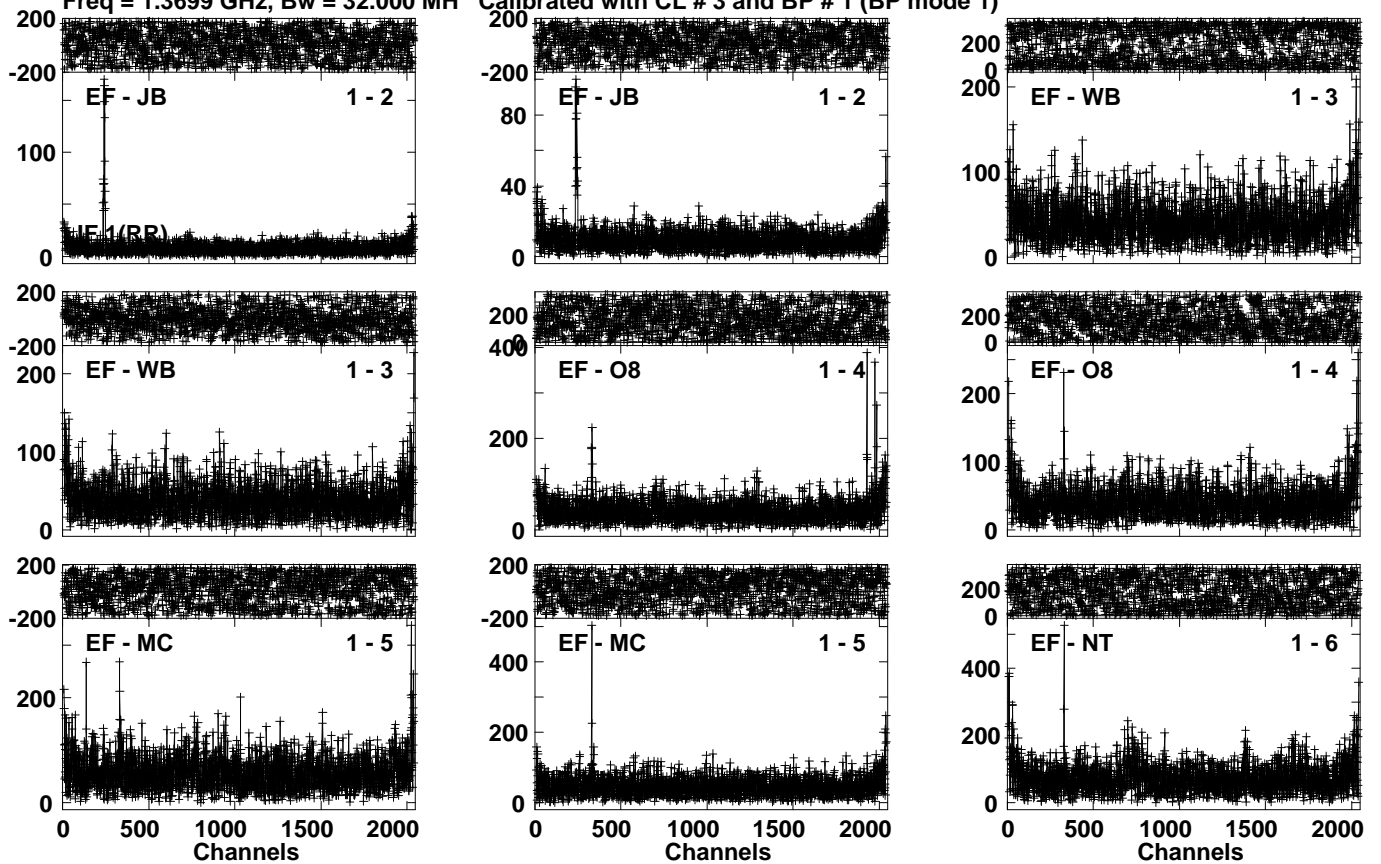 Freq = 1.3699 GHz, Bw = 32.000 MH Calibrated with CL # 3 and BP # 1 (BP mode 1)
200 200 200
-200 -200 0
EF - JB 1 - 2 EF - JB 1 - 2 EF - WB 1 - 3
100 80 200
0 40 100
IF 1(RR) 0 0
200 200 200
-200 0 0
EF - WB 1 - 3 EF - O8 1 - 4 EF - O8 1 - 4
200 400 200
100 200 100
0 0 0
200 200 200
-200 -200 0
EF - MC 1 - 5 EF - MC 1 - 5 EF - NT 1 - 6
200 400 400
0 200 200
0 0
0 500 1000 1500 2000 0 500 1000 1500 2000 0 500 1000 1500 2000
Channels Channels Channels